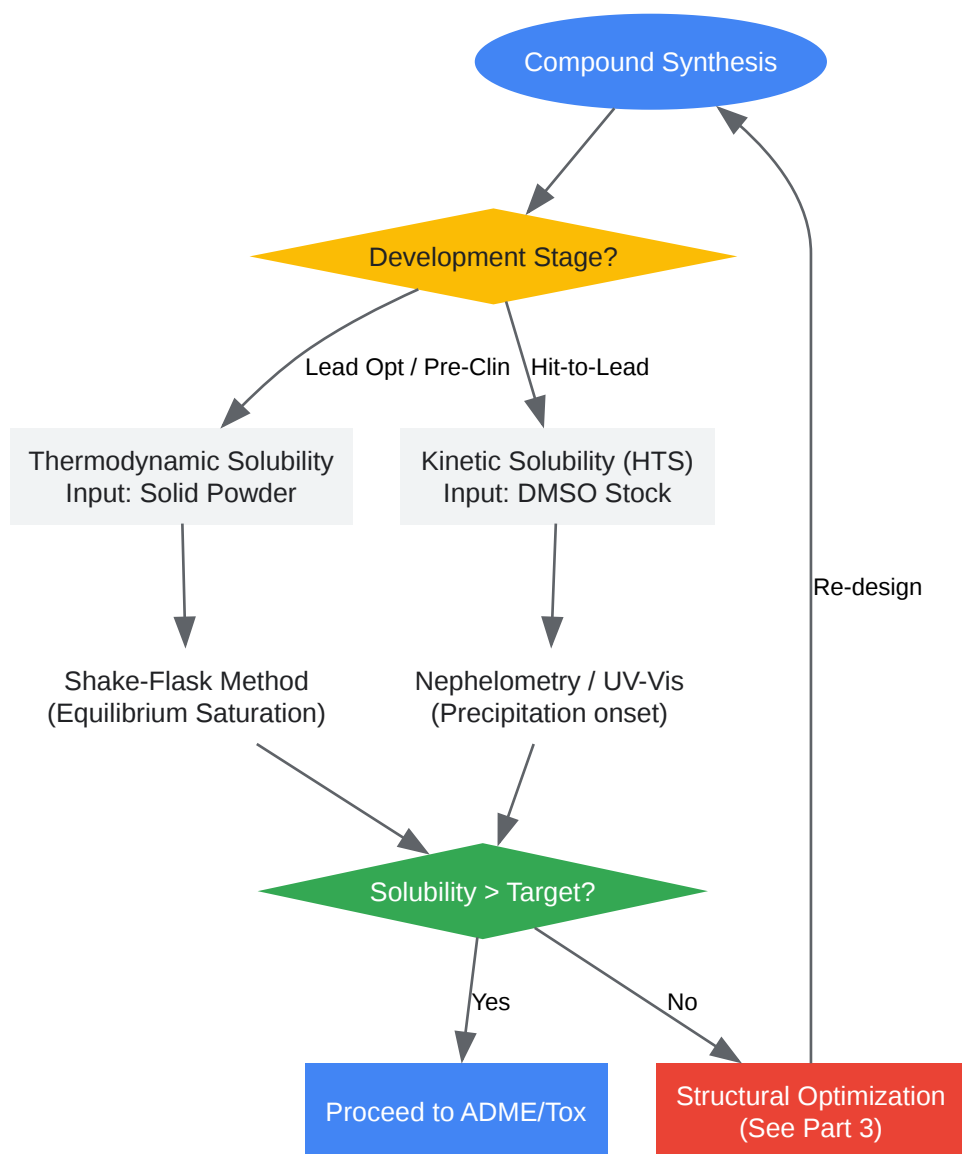 Compound Synthesis
Development Stage?
Lead Opt / Pre-Clin
Hit-to-Lead
Thermodynamic Solubility
Input: Solid Powder
Kinetic Solubility (HTS)
Input: DMSO Stock
Re-design
Shake-Flask Method
(Equilibrium Saturation)
Nephelometry / UV-Vis
(Precipitation onset)
Solubility > Target?
Yes
No
Proceed to ADME/Tox
Structural Optimization
(See Part 3)